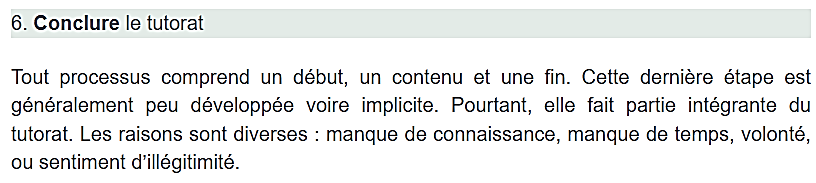 6. Conclure le tutorat
Tout processus comprend un début, un contenu et une fin. Cette dernière étape est
généralement peu développée voire implicite. Pourtant, elle fait partie intégrante du
tutorat. Les raisons sont diverses : manque de connaissance, manque de temps, volonté,
ou sentiment d'illégitimité.